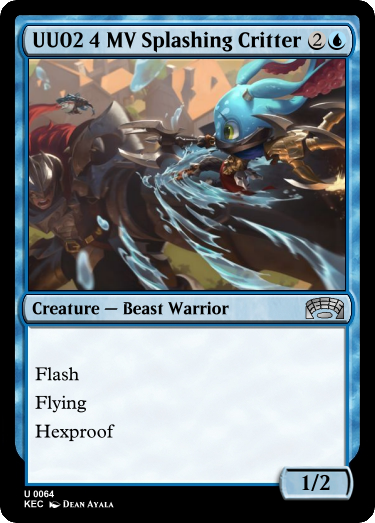 UU02 4 MV Splashing Critter 2
Creature — Beast Warrior
Flash
Flying
Hexproof
1/2
U 0064
KEC Dean Ayala